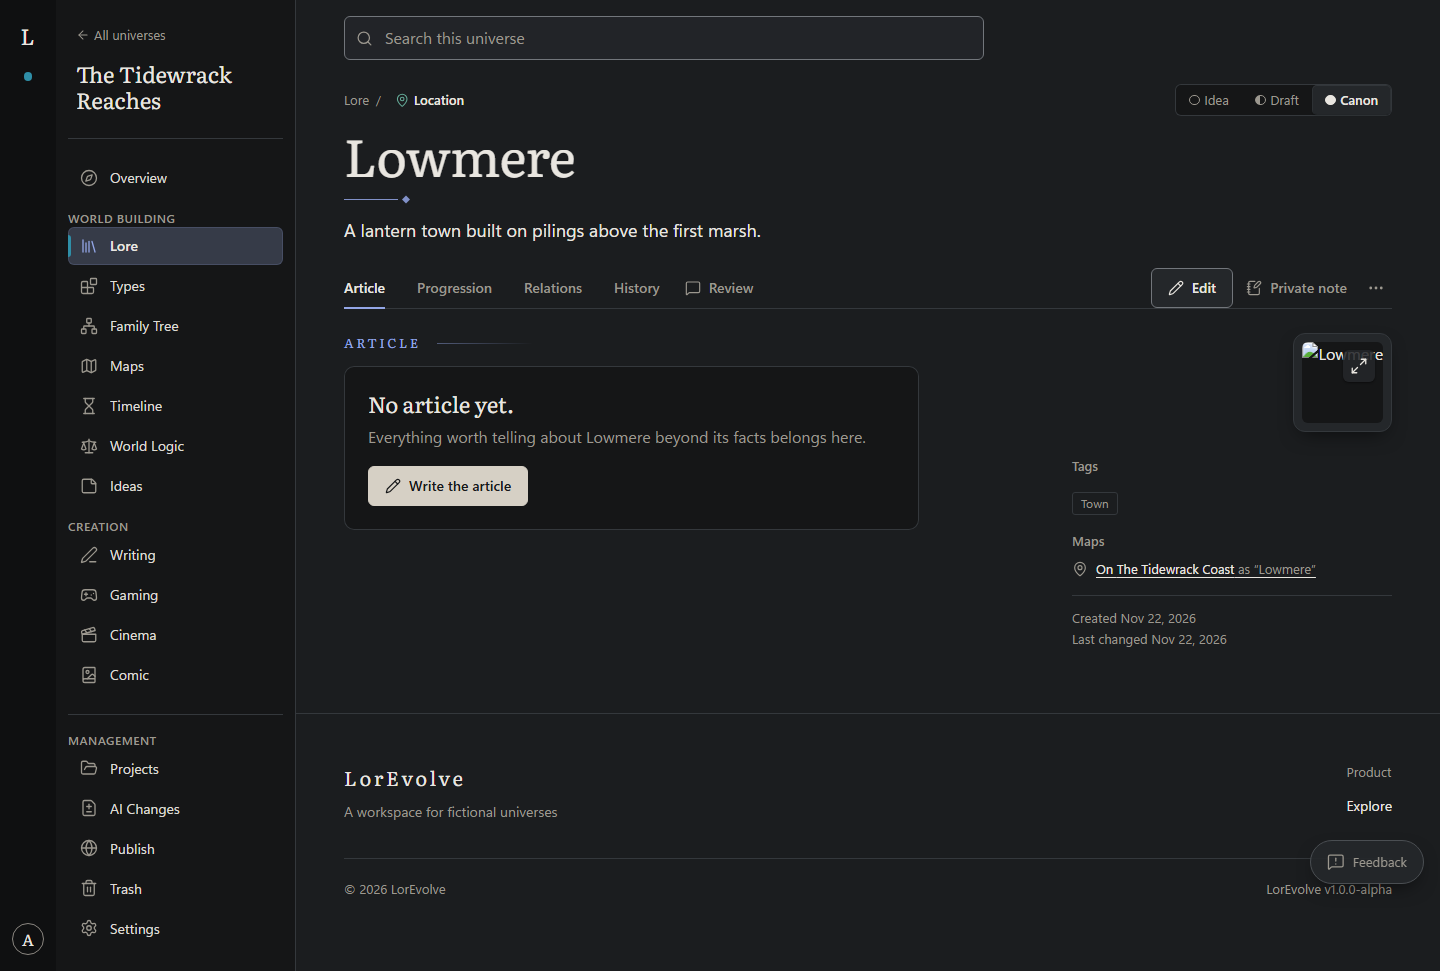 L
← All universes
The Tidewrack
Reaches
Overview
WORLD BUILDING
Lore
Types
Family Tree
Maps
Timeline
World Logic
Ideas
CREATION
Writing
Gaming
Cinema
Comic
MANAGEMENT
Projects
AI Changes
Publish
Trash
Settings
A
Search this universe
Lore / Location
Idea Draft Canon
Lowmere
A lantern town built on pilings above the first marsh.
Article Progression Relations History Review
Edit Private note ···
ARTICLE
No article yet.
Everything worth telling about Lowmere beyond its facts belongs here.
Write the article
Lowmere
Tags
Town
Maps
On The Tidewrack Coast as “Lowmere”
Created Nov 22, 2026
Last changed Nov 22, 2026
LorEvolve
A workspace for fictional universes
Product
Explore
Feedback
© 2026 LorEvolve
LorEvolve v1.0.0-alpha